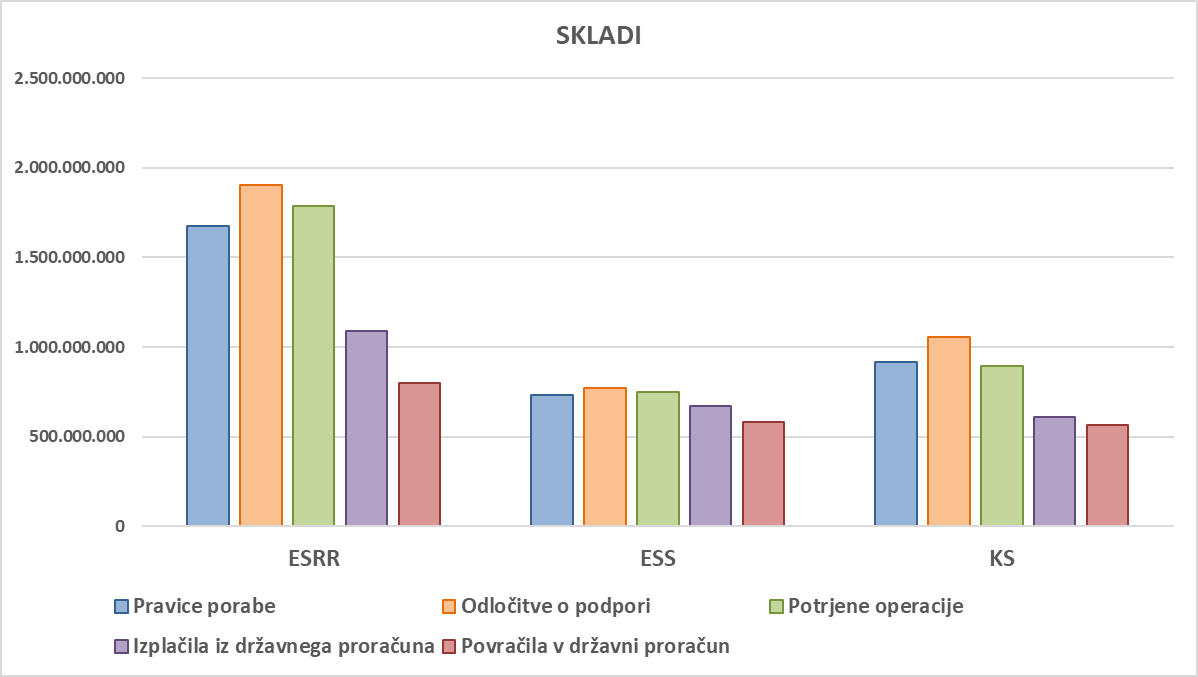 SKLADI
2.500.000.000
2.000.000.000
1.500.000.000
1.000.000.000
500.000.000
0
ESRR ESS KS
Pravice porabe Odločitve o podpori Potrjene operacije
Izplačila iz državnega proračuna Povračila v državni proračun